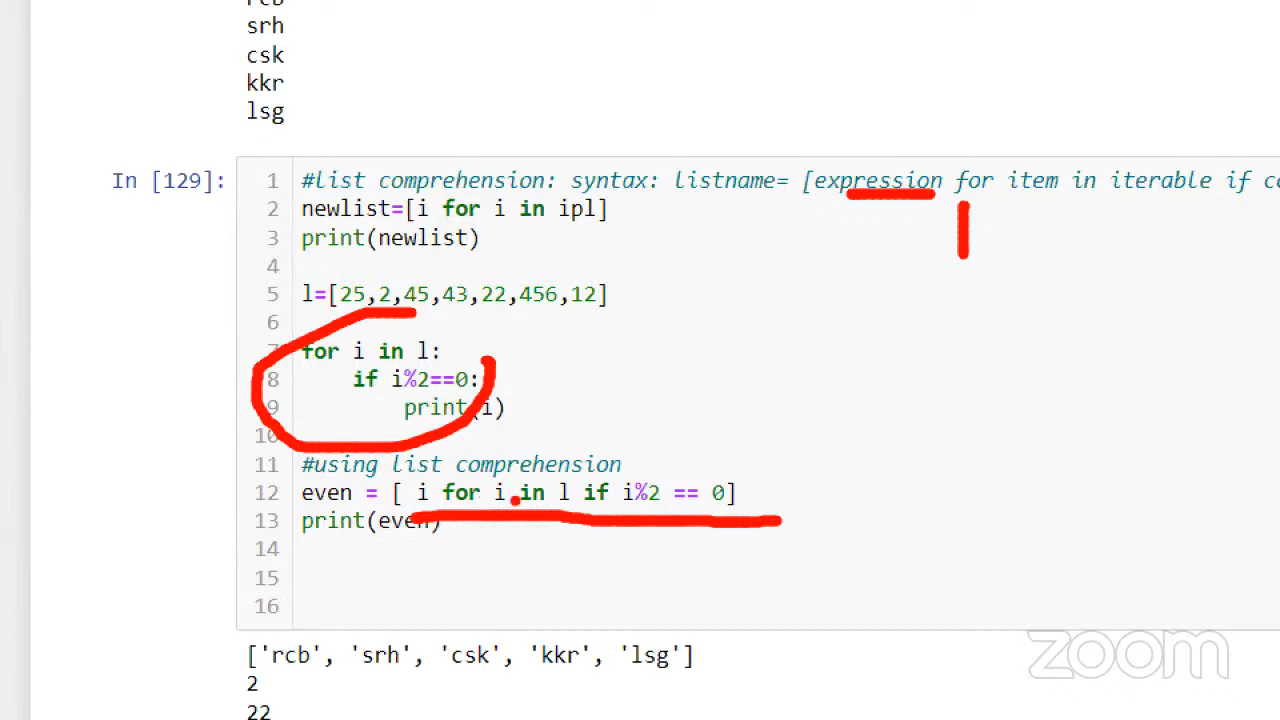 rcb
srh
csk
kkr
lsg
In [129]:
1 #list comprehension: syntax: listname= [expression for item in iterable if
2 newlist=[i for i in ipl]
3 print(newlist)
4
5 l=[25,2,45,43,22,456,12]
6
7 for i in l:
8 if i%2==0:
9 print(i)
10
11 #using list comprehension
12 even = [ i for i in l if i%2 == 0]
13 print(even)
14
15
16
['rcb', 'srh', 'csk', 'kkr', 'lsg']
2
22
zoom